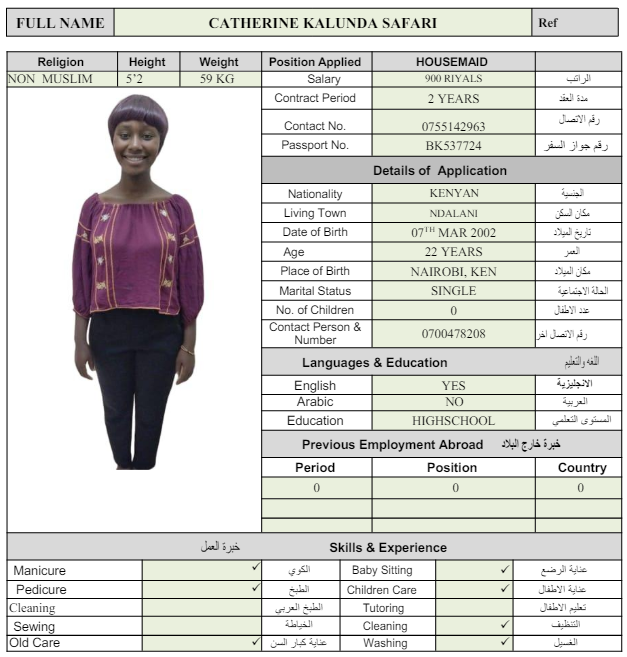 FULL NAME CATHERINE KALUNDA SAFARI Ref
Religion Height Weight Position Applied HOUSEMAID
NON MUSLIM 5’2 59 KG Salary 900 RIYALS الراتب
Contract Period 2 YEARS مدة العقد
Contact No. 0755142963 رقم الاتصال
Passport No. BK537724 رقم جواز السفر
Details of Application
Nationality KENYAN الجنسية
Living Town NDALANI مكان السكن
Date of Birth 07TH MAR 2002 تاريخ الميلاد
Age 22 YEARS العمر
Place of Birth NAIROBI, KEN مكان الميلاد
Marital Status SINGLE الحالة الاجتماعية
No. of Children 0 عدد الاطفال
Contact Person & Number 0700478208 رقم الاتصال اخر
Languages & Education اللغه والتعليم
English YES الانجليزية
Arabic NO العربية
Education HIGHSCHOOL المستوى التعلمي
Previous Employment Abroad خبرة خارج البلاد
Period Position Country
0 0 0
خبرة العمل Skills & Experience
Manicure ✓ الكوي Baby Sitting ✓ عناية الرضع
Pedicure ✓ الطبخ Children Care ✓ عناية الاطفال
Cleaning الطبخ العربي Tutoring تعليم الاطفال
Sewing الخياطة Cleaning ✓ التنظيف
Old Care ✓ عناية كبار السن Washing ✓ الغسيل